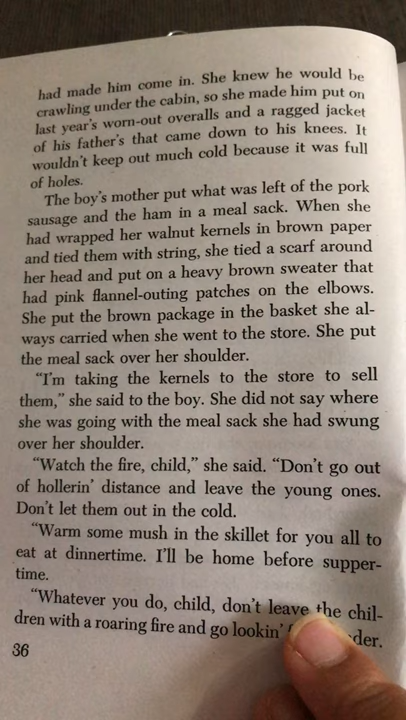 had made him come in. She knew he would be
crawling under the cabin, so she made him put on
last year's worn-out overalls and a ragged jacket
of his father's that came down to his knees. It
wouldn't keep out much cold because it was full
of holes.
The boy's mother put what was left of the pork
sausage and the ham in a meal sack. When she
had wrapped her walnut kernels in brown paper
and tied them with string, she tied a scarf around
her head and put on a heavy brown sweater that
had pink flannel-outing patches on the elbows.
She put the brown package in the basket she al-
ways carried when she went to the store. She put
the meal sack over her shoulder.
"I'm taking the kernels to the store to sell
them," she said to the boy. She did not say where
she was going with the meal sack she had swung
over her shoulder.
"Watch the fire, child," she said. "Don't go out
of hollerin' distance and leave the young ones.
Don't let them out in the cold.
"Warm some mush in the skillet for you all to
eat at dinnertime. I'll be home before supper-
time.
"Whatever you do, child, don't leave the chil-
dren with a roaring fire and go lookin'
36